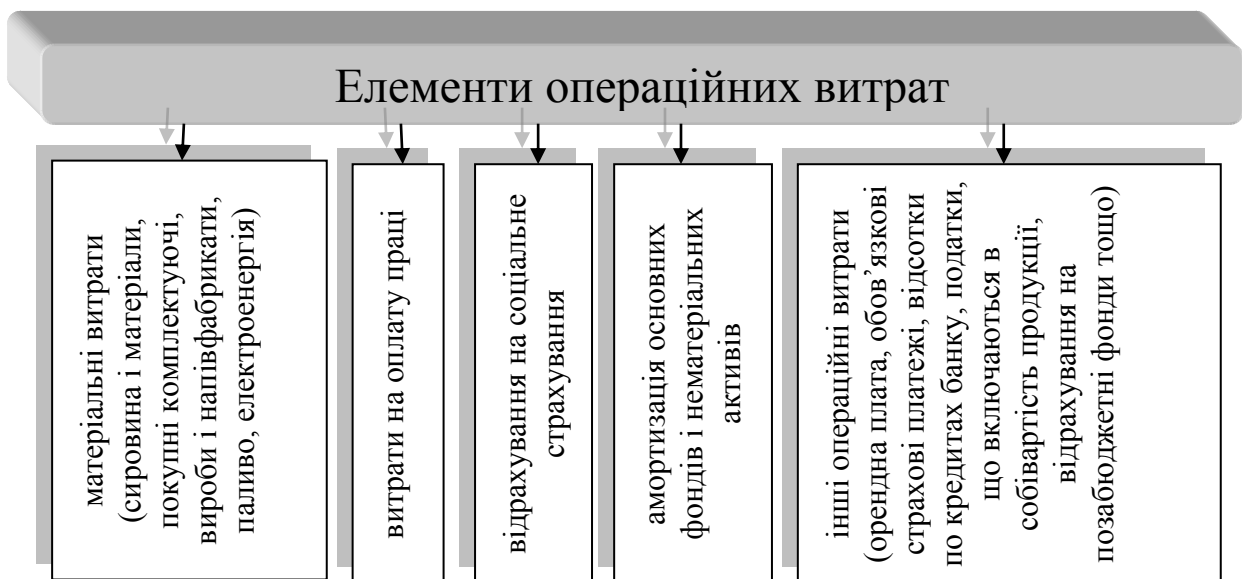 Елементи операційних витрат
матеріальні витрати
(сировина і матеріали,
покупні комплектуючі,
вироби і напівфабрикати,
паливо, електроенергія)
витрати на оплату праці
відрахування на соціальне
страхування
амортизація основних
фондів і нематеріальних
активів
інші операційні витрати
(орендна плата, обов’язкові
страхові платежі, відсотки
по кредитах банку, податки,
що включаються в
собівартість продукції,
відрахування на
позабюджетні фонди тощо)